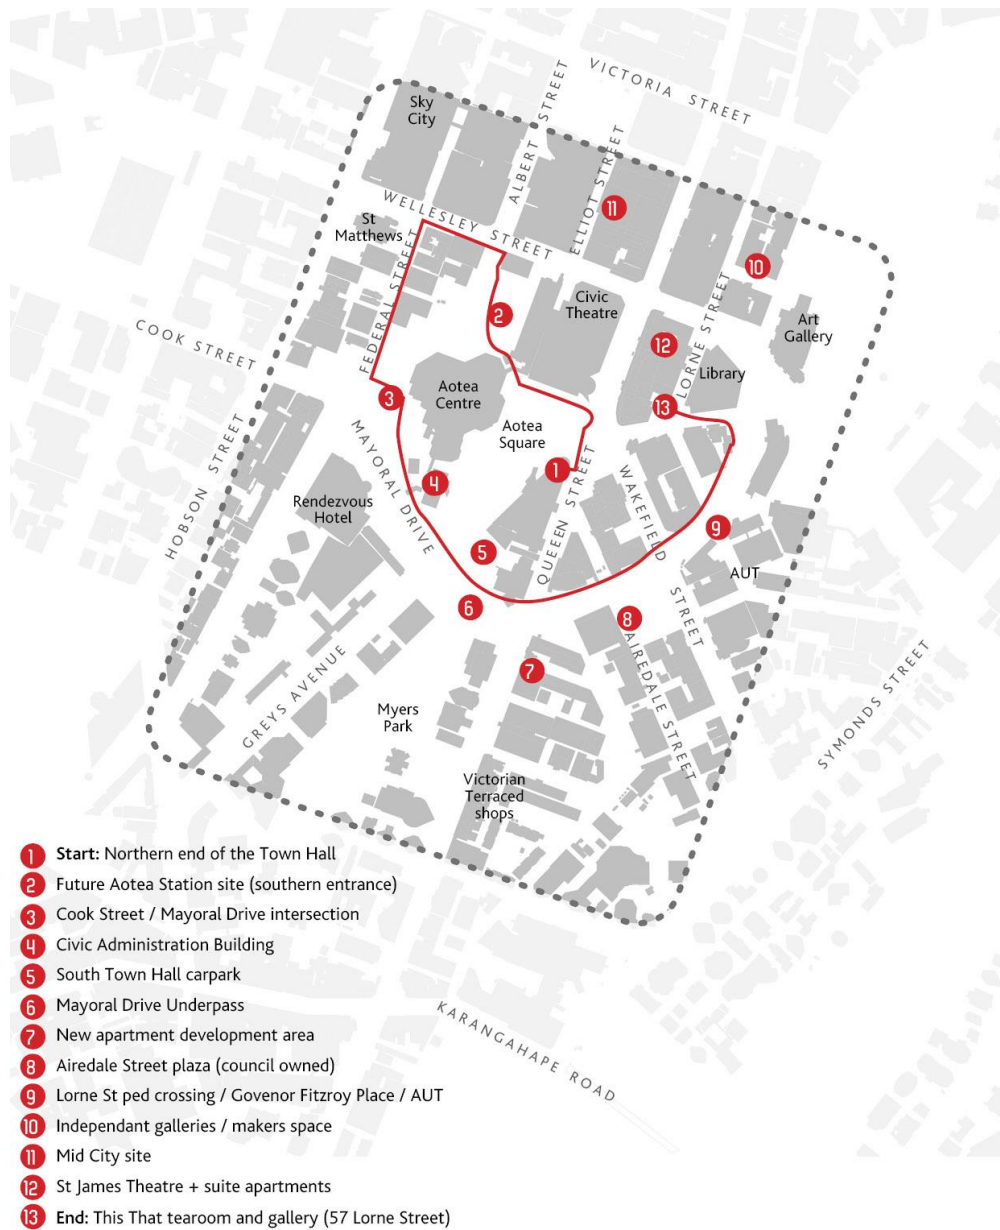 VICTORIA STREET
Sky
City
ALBERT STREET
ELLIOT STREET
11
WELLESLEY STREET
St
Matthews
10
FEDERAL STREET
2
Civic
Theatre
LORNE STREET
Art
Gallery
12
COOK STREET
Library
Aotea
Centre
3
13
Aotea
Square
HOBSON STREET
MAYORAL DRIVE
1
QUEEEN STREET
WAKEFIELD STREET
4
Rendezvous
Hotel
9
5
AUT
6
8
AIREDALE STREET
SYMONDS STREET
GREYS AVENUE
7
Myers
Park
Victorian
Terraced
shops
KARANGAHAPE ROAD
1 Start: Northern end of the Town Hall
2 Future Aotea Station site (southern entrance)
3 Cook Street / Mayoral Drive intersection
4 Civic Administration Building
5 South Town Hall carpark
6 Mayoral Drive Underpass
7 New apartment development area
8 Airedale Street plaza (council owned)
9 Lorne St ped crossing / Govenor Fitzroy Place / AUT
10 Independant galleries / makers space
11 Mid City site
12 St James Theatre + suite apartments
13 End: This That tearoom and gallery (57 Lorne Street)